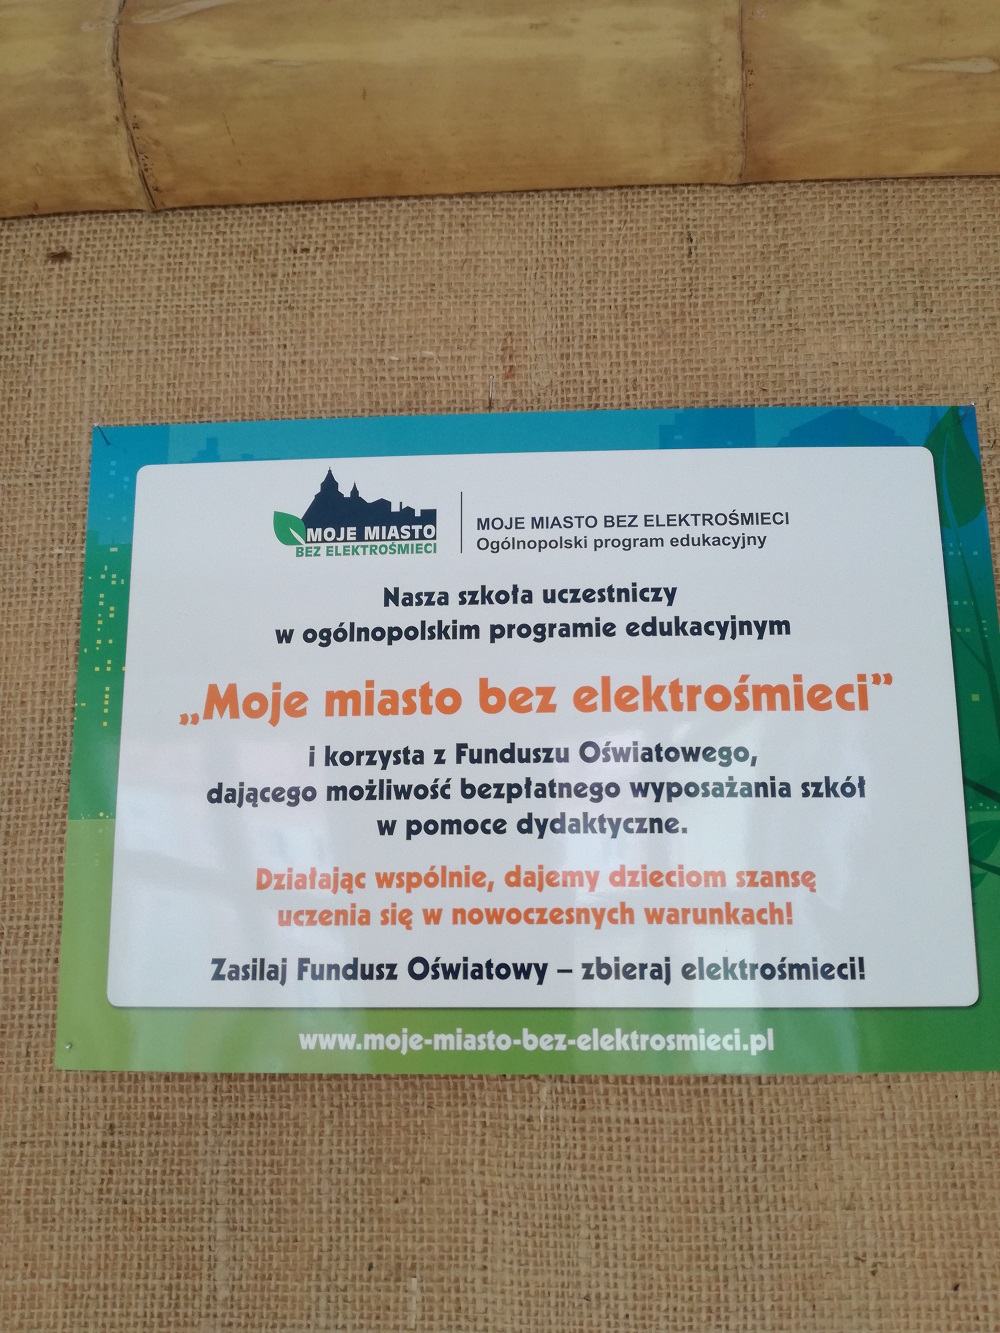 MOJE MIASTO
BEZ ELEKTROŚMIECI
MOJE MIASTO BEZ ELEKTROŚMIECI
Ogólnopolski program edukacyjny
Nasza szkoła uczestniczy
w ogólnopolskim programie edukacyjnym
„Moje miasto bez elektrośmieci”
i korzysta z Funduszu Oświatowego,
dającego możliwość bezpłatnego wyposażania szkół
w pomoce dydaktyczne.
Działając wspólnie, dajemy dzieciom szansę
uczenia się w nowoczesnych warunkach!
Zasilaj Fundusz Oświatowy – zbieraj elektrośmieci!
www.moje-miasto-bez-elektrosmieci.pl